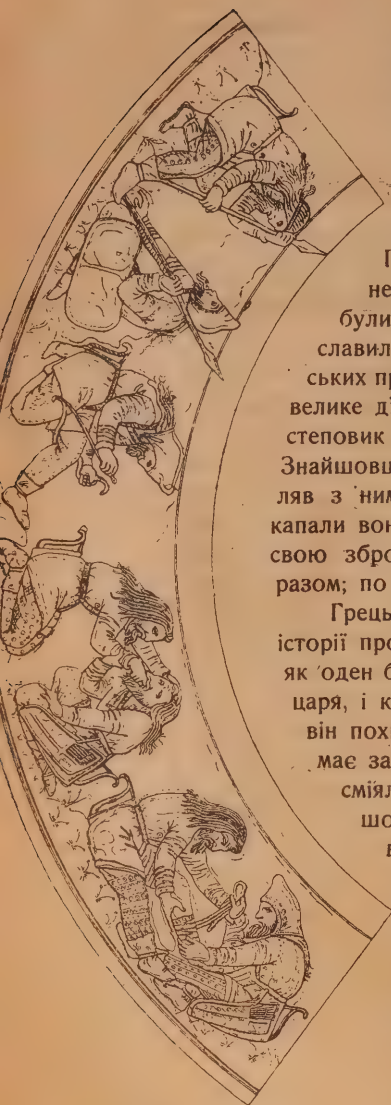 не
були
славил
ських пр
велике д
степовик
Знайшовш
ляв з ним
капали вон
свою збро
разом; по
Грець
історії про
як оден б
царя, і к
він пох
має за
сміял
шо